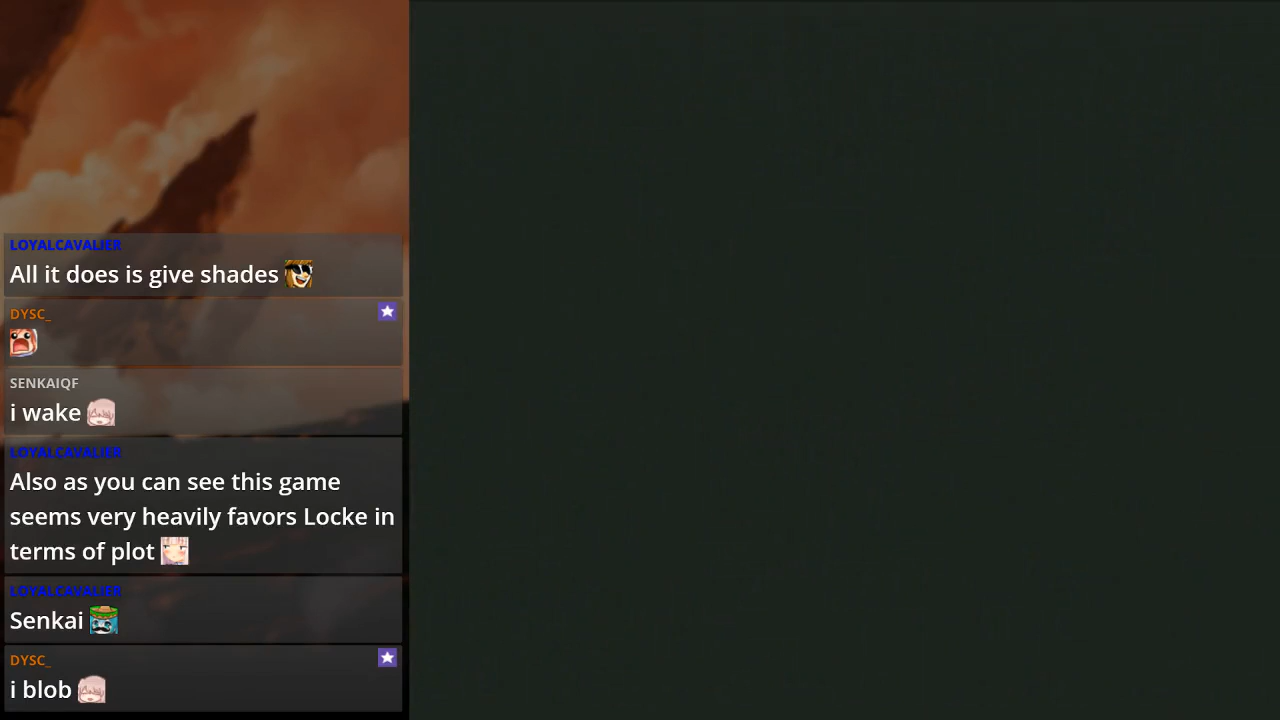 LOYALCAVALIER
All it does is give shades
DYSC_
SENKAIQF
i wake
LOYALCAVALIER
Also as you can see this game
seems very heavily favors Locke in
terms of plot
LOYALCAVALIER
Senkai
DYSC_
i blob